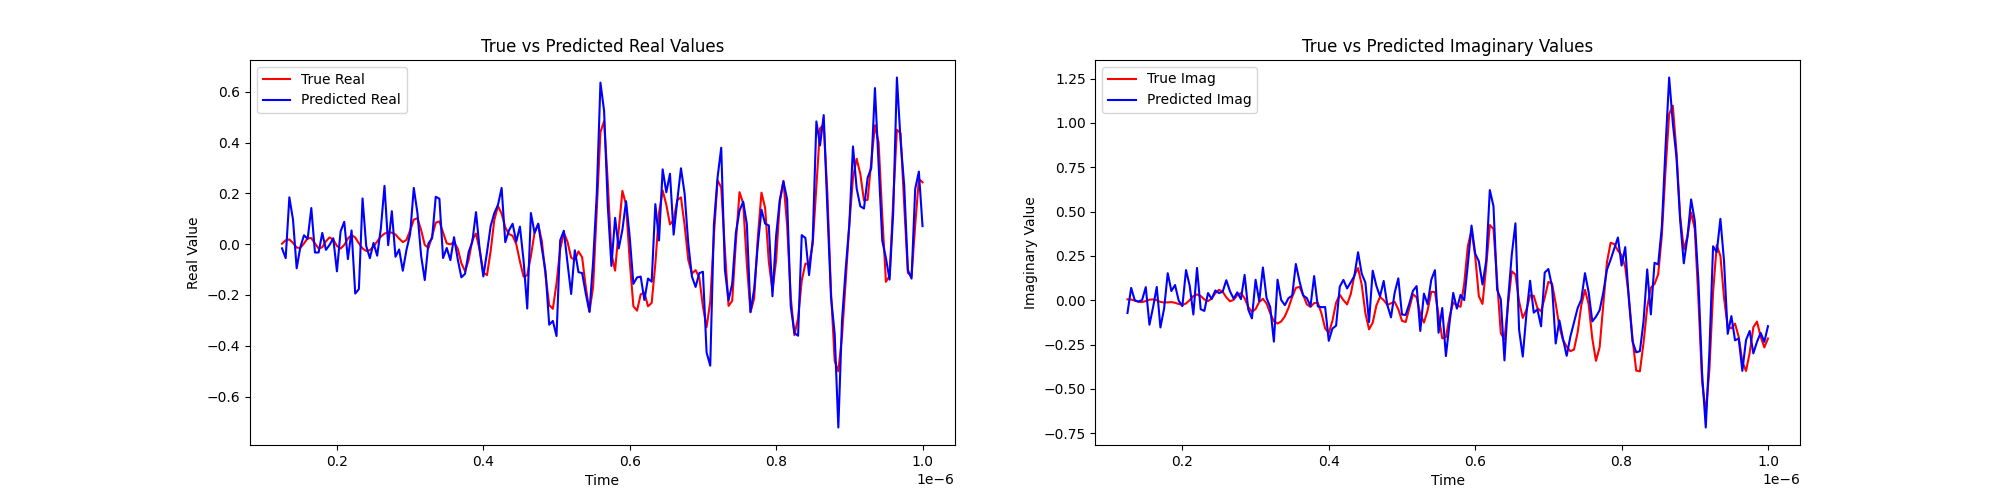 True vs Predicted Real Values
True Real
Predicted Real
0.6
0.4
0.2
0.0
−0.2
−0.4
−0.6
Real Value
0.2
0.4
0.6
0.8
1.0
1e−6
Time
True vs Predicted Imaginary Values
True Imag
Predicted Imag
1.25
1.00
0.75
0.50
0.25
0.00
−0.25
−0.50
−0.75
Imaginary Value
0.2
0.4
0.6
0.8
1.0
1e−6
Time